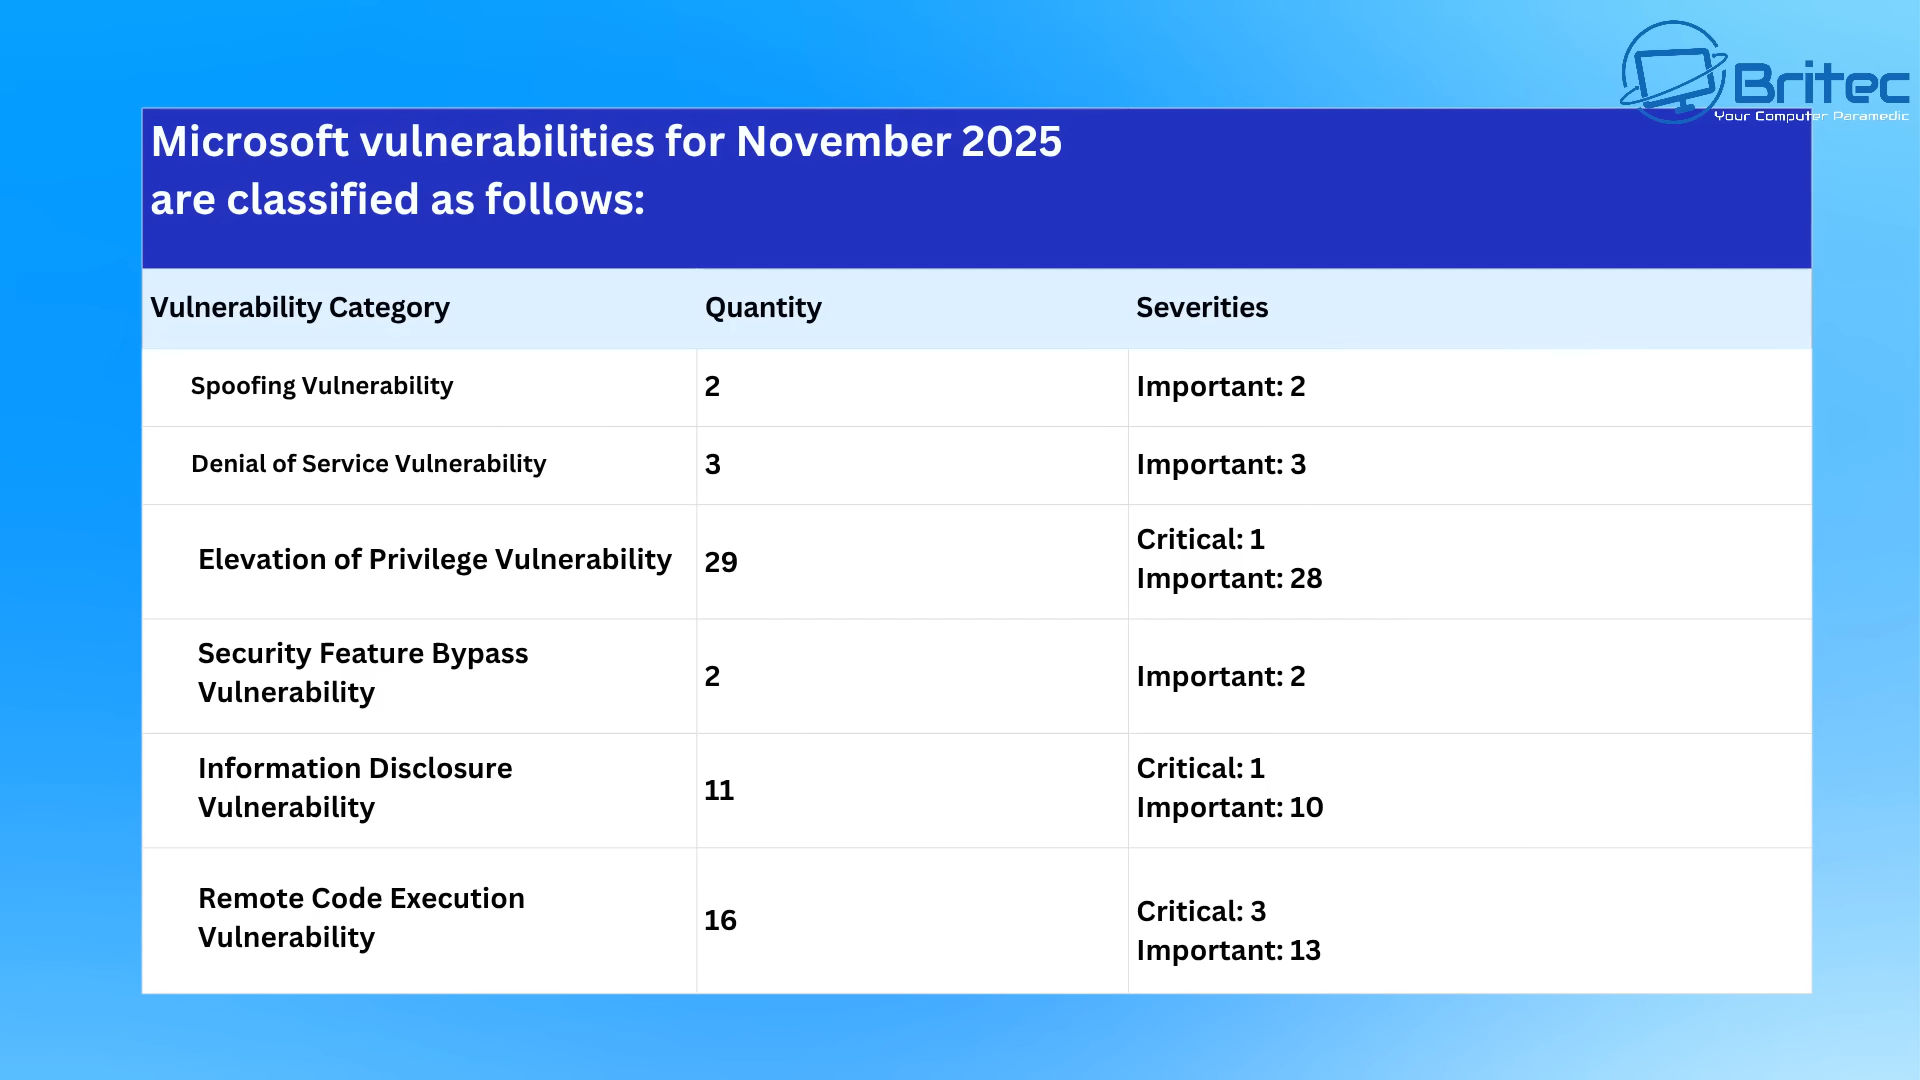 Britec
Your Computer Paramedic
Microsoft vulnerabilities for November 2025
are classified as follows:
Vulnerability Category Quantity Severities
Spoofing Vulnerability 2 Important: 2
Denial of Service Vulnerability 3 Important: 3
Elevation of Privilege Vulnerability 29 Critical: 1
Important: 28
Security Feature Bypass
Vulnerability 2 Important: 2
Information Disclosure
Vulnerability 11 Critical: 1
Important: 10
Remote Code Execution
Vulnerability 16 Critical: 3
Important: 13